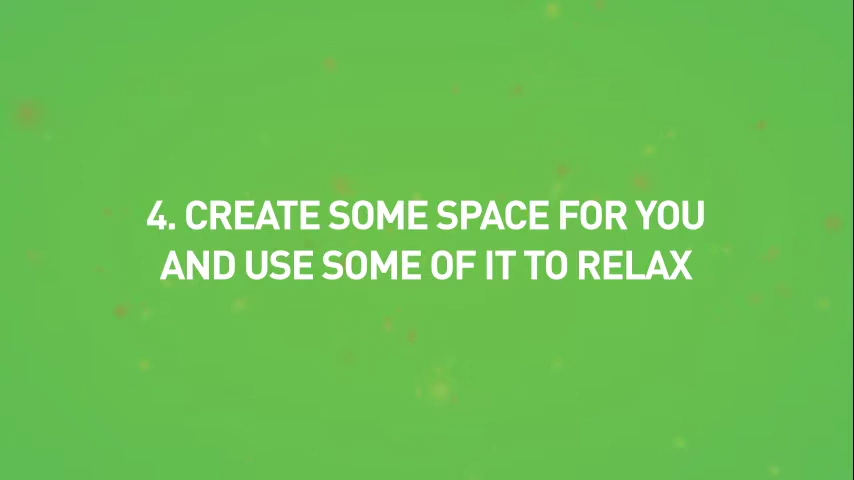 4. CREATE SOME SPACE FOR YOU
AND USE SOME OF IT TO RELAX